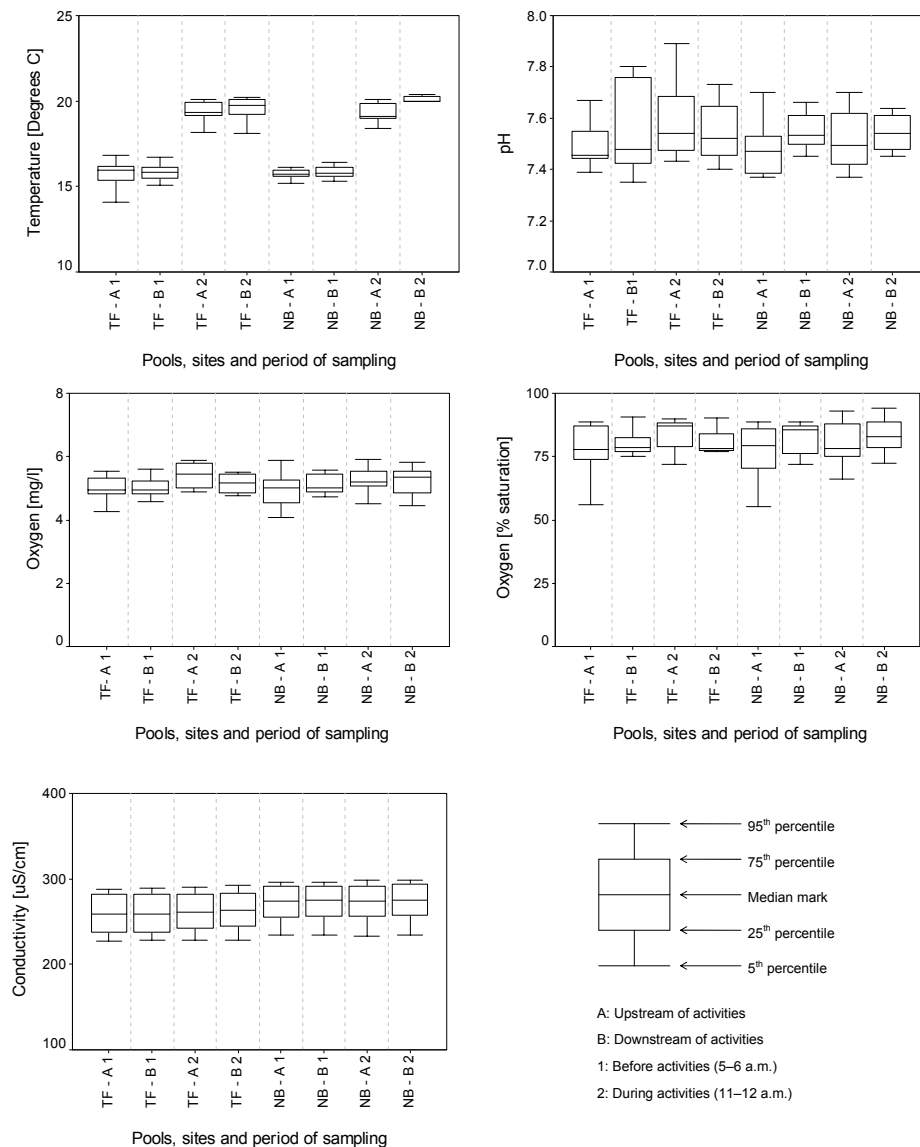 25
20
15
10
Temperature [Degrees C]
TF - A 1
TF - B 1
TF - A 2
TF - B 2
NB - A 1
NB - B 1
NB - A 2
NB - B 2
Pools, sites and period of sampling
8.0
7.8
7.6
7.4
7.2
7.0
pH
TF - A 1
TF - B1
TF - A 2
TF - B 2
NB - A 1
NB - B 1
NB - A 2
NB - B 2
Pools, sites and period of sampling
8
6
4
2
0
Oxygen [mg/l]
TF - A 1
TF - B 1
TF - A 2
TF - B 2
NB - A 1
NB - B 1
NB - A 2
NB - B 2
Pools, sites and period of sampling
100
75
50
25
0
Oxygen [% saturation]
TF - A 1
TF - B 1
TF - A 2
TF - B 2
NB - A 1
NB - B 1
NB - A 2
NB - B 2
Pools, sites and period of sampling
400
300
200
100
Conductivity [uS/cm]
TF - A 1
TF - B 1
TF - A 2
TF - B 2
NB - A 1
NB - B 1
NB - A 2
NB - B 2
Pools, sites and period of sampling
95th percentile
75th percentile
Median mark
25th percentile
5th percentile
A: Upstream of activities
B: Downstream of activities
1: Before activities (5–6 a.m.)
2: During activities (11–12 a.m.)